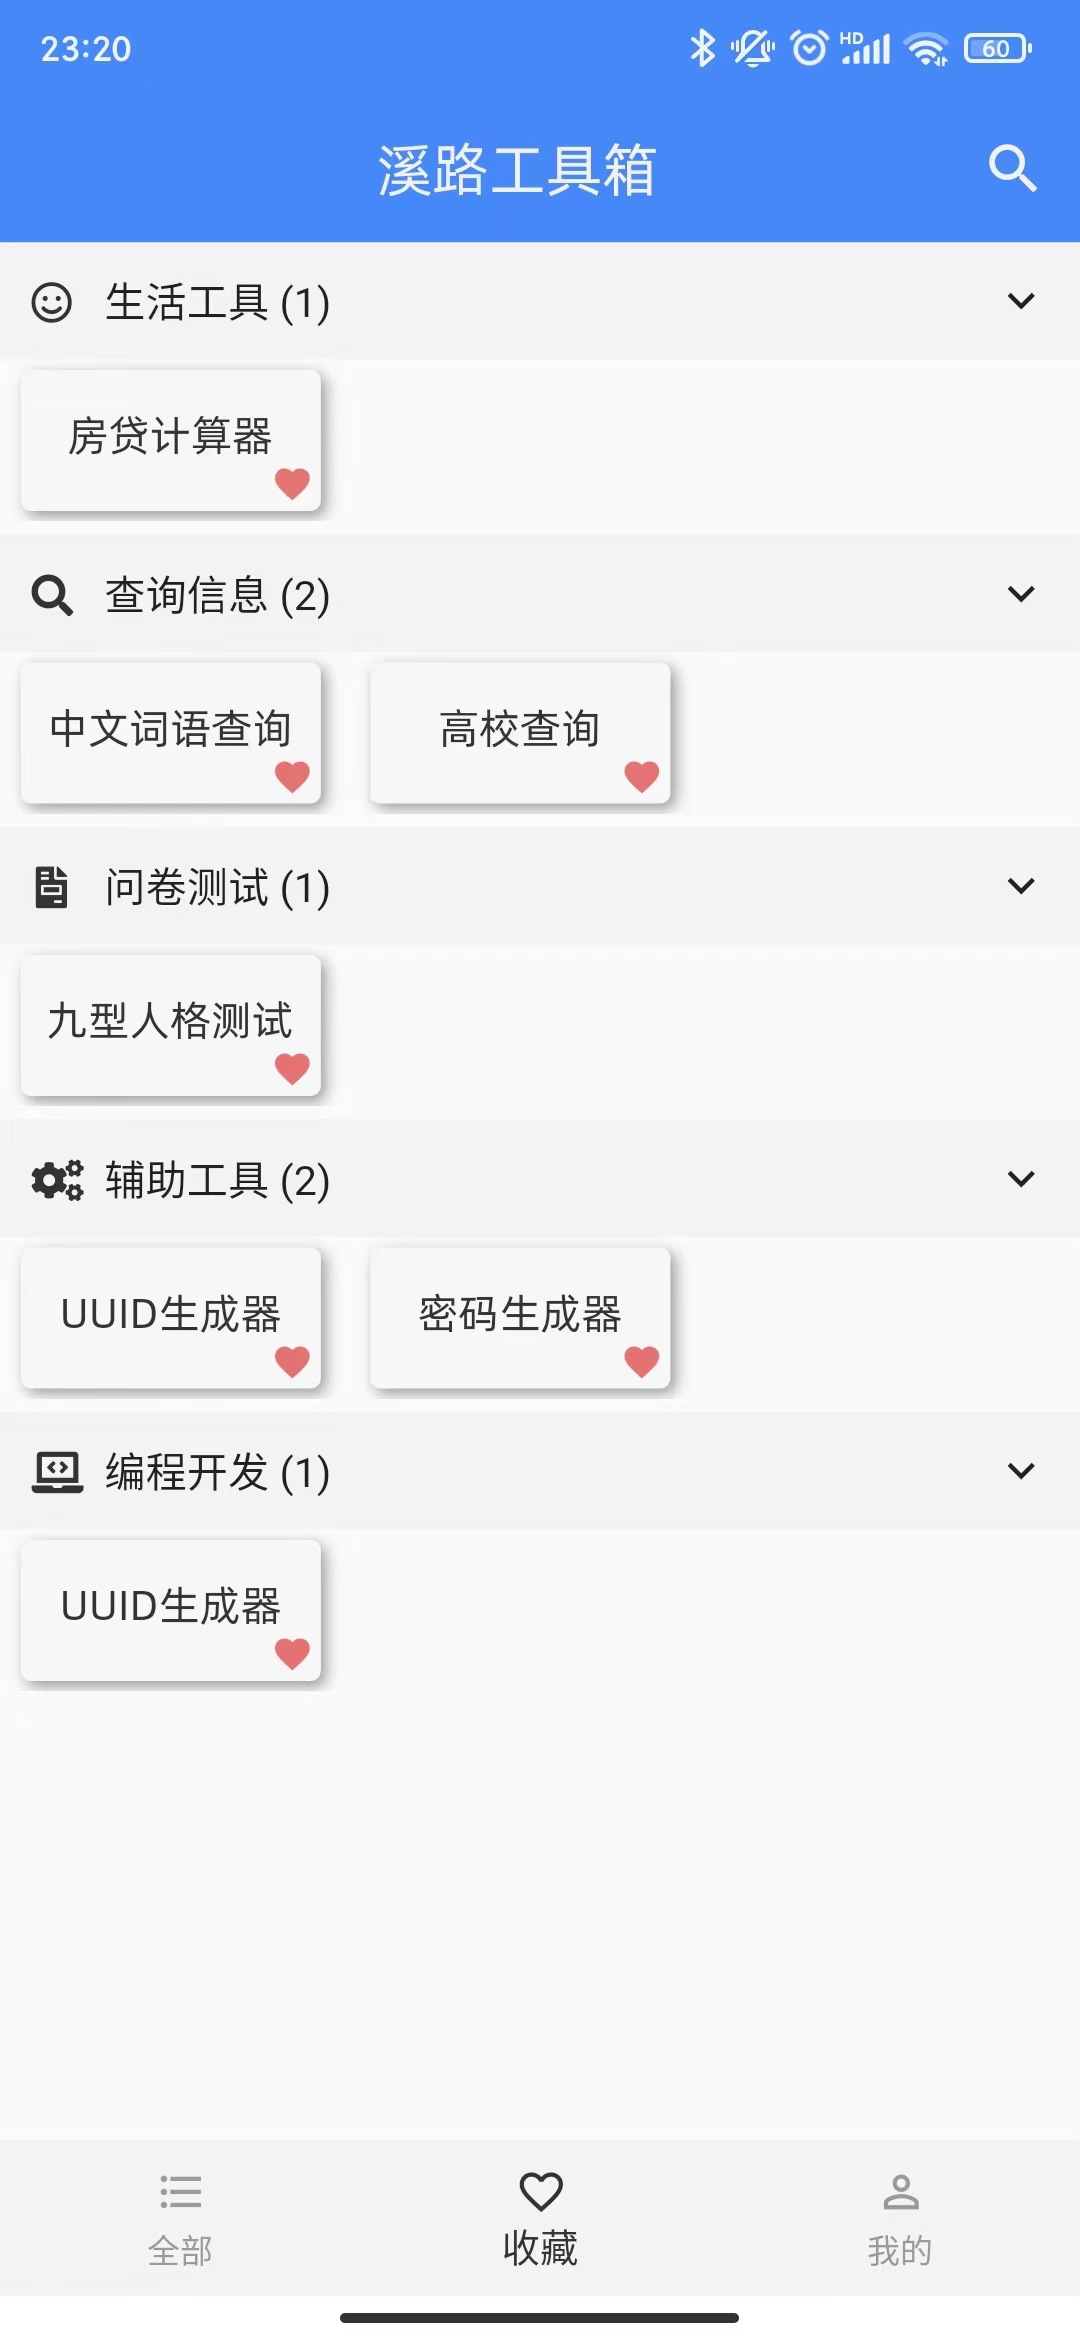 23:20 HD 60
溪路工具箱
生活工具 (1)
房贷计算器
查询信息 (2)
中文词语查询 高校查询
问卷测试 (1)
九型人格测试
辅助工具 (2)
UUID生成器 密码生成器
编程开发 (1)
UUID生成器
全部 收藏 我的